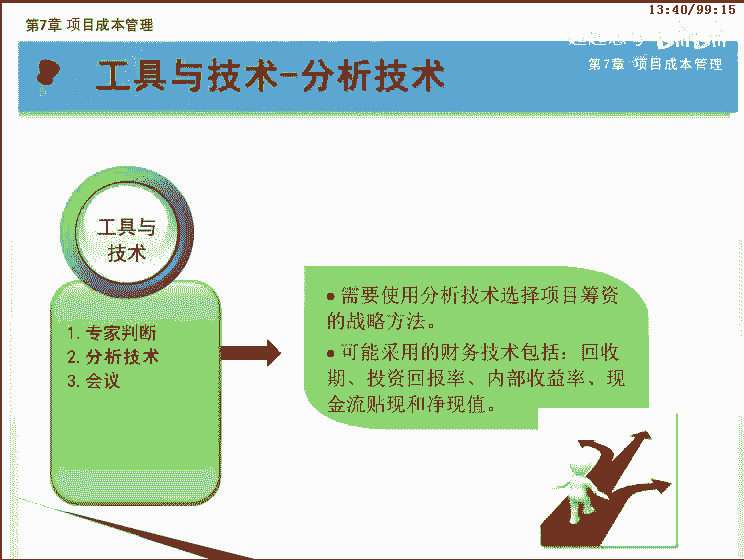 13:40/99:15
第7章 项目成本管理
工具与技术-分析技术
第7章 项目成本管理
工具与
技术
1. 专家判断
2. 分析技术
3. 会议
●需要使用分析技术选择项目筹资
的战略方法。
●可能采用的财务技术包括：回收
期、投资回报率、内部收益率、现
金流贴现和净现值。